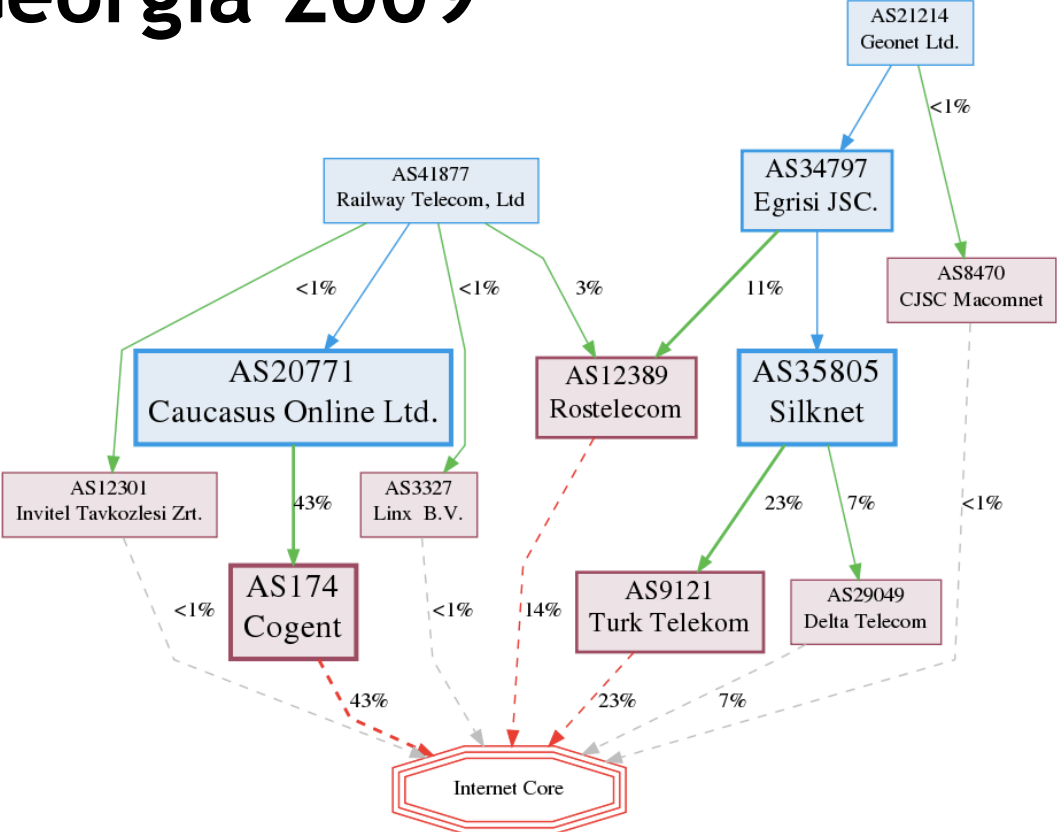 Georgia 2009
AS21214
Geonet Ltd.
<1%
AS41877
Railway Telecom, Ltd
AS34797
Egrisi JSC.
AS8470
CJSC Macomnet
<1%
<1%
3%
11%
AS20771
Caucasus Online Ltd.
AS12389
Rostelecom
AS35805
Silknet
AS12301
Invitel Tavkozlesi Zrt.
43%
AS3327
Linx B.V.
23%
7%
<1%
AS174
Cogent
AS9121
Turk Telekom
AS29049
Delta Telecom
<1%
<1%
14%
43%
23%
7%
Internet Core